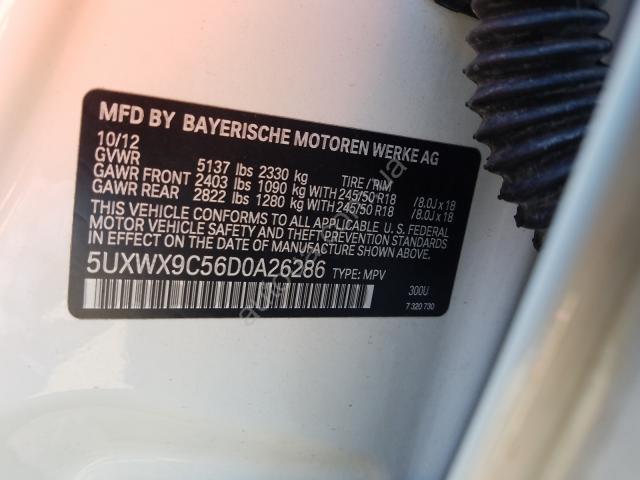 MFD BY BAYERISCHE MOTOREN WERKE AG
10/12
GVWR 5137 lbs 2330 kg TIRE / RIM
GAWR FRONT 2403 lbs 1090 kg WITH 245/50 R18 /8.0J x 18
GAWR REAR 2822 lbs 1280 kg WITH 245/50 R18 /8.0J x 18
THIS VEHICLE CONFORMS TO ALL APPLICABLE U. S. FEDERAL
MOTOR VEHICLE SAFETY AND THEFT PREVENTION STANDARDS
IN EFFECT ON THE DATE OF MANUFACTURE SHOWN ABOVE.
5UXWX9C56D0A26286 TYPE: MPV
300U
7 320 730